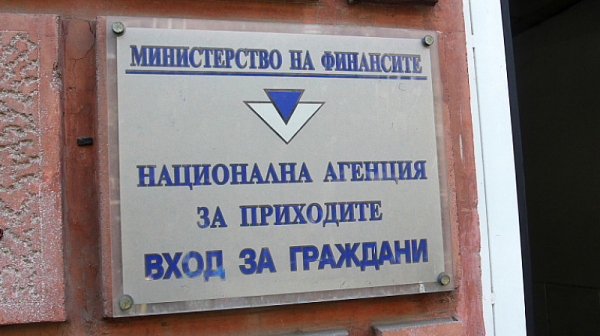 МИНИСТЕРСТВО НА ФИНАНСИТЕ
НАЦИОНАЛНА АГЕНЦИЯ
ЗА ПРИХОДИТЕ
ВХОД ЗА ГРАЖДАНИ